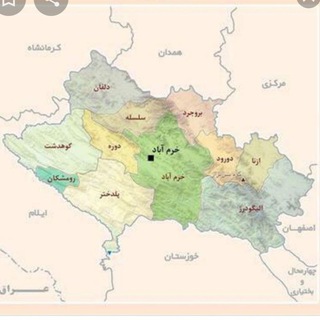 کرمانشاه
همدان
مرکزی
دلفان
بروجرد
سلسله
کوهدشت
دوره
خرم آباد
دورود
ازنا
رومشکان
خرم آباد
پلدختر
الیگودرز
ایلام
اصفهان
خوزستان
چهارمحال
و
بختیاری
عــراق